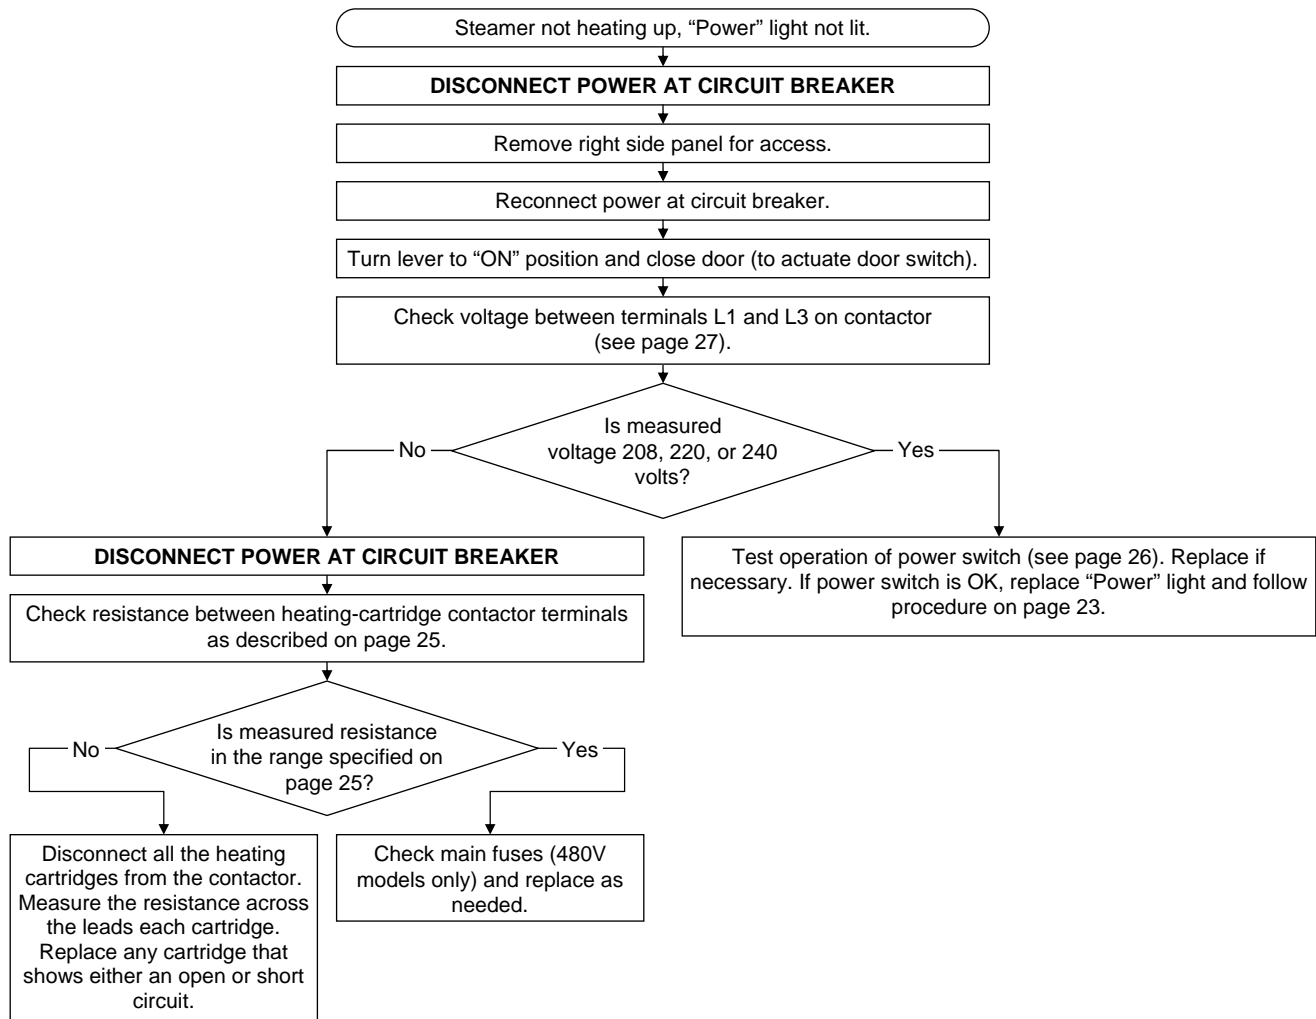 Steamer not heating up, “Power” light not lit.
DISCONNECT POWER AT CIRCUIT BREAKER
Remove right side panel for access.
Reconnect power at circuit breaker.
Turn lever to “ON” position and close door (to actuate door switch).
Check voltage between terminals L1 and L3 on contactor
(see page 27).
Is measured
voltage 208, 220, or 240
volts?
No
Yes
DISCONNECT POWER AT CIRCUIT BREAKER
Check resistance between heating-cartridge contactor terminals
as described on page 25.
Test operation of power switch (see page 26). Replace if
necessary. If power switch is OK, replace “Power” light and follow
procedure on page 23.
Is measured resistance
in the range specified on
page 25?
No
Yes
Disconnect all the heating
cartridges from the contactor.
Measure the resistance across
the leads each cartridge.
Replace any cartridge that
shows either an open or short
circuit.
Check main fuses (480V
models only) and replace as
needed.